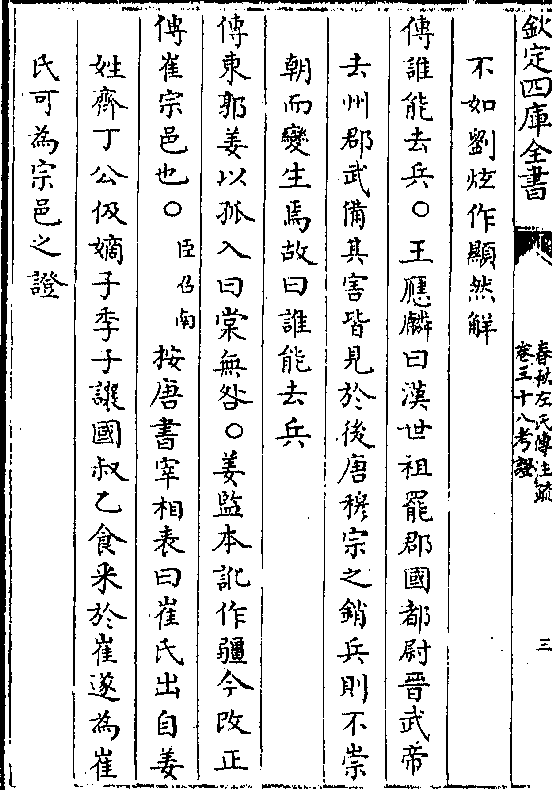 欽定四庫全書
春秋左氏傳注疏
卷三十八考證
三
不如劉炫作顯然解
傳誰能去兵○王應麟曰漢世祖罷郡國都尉晉武帝
去州郡武備其害皆見於後唐穆宗之銷兵則不崇
朝而變生焉故曰誰能去兵
傳東郭姜以孤入曰棠無咎○姜監本訛作疆今改正
傳崔宗邑也○臣召南按唐書宰相表曰崔氏出自姜
姓齊丁公伋嫡子季子讓國叔乙食采於崔遂為崔
氏可為宗邑之證